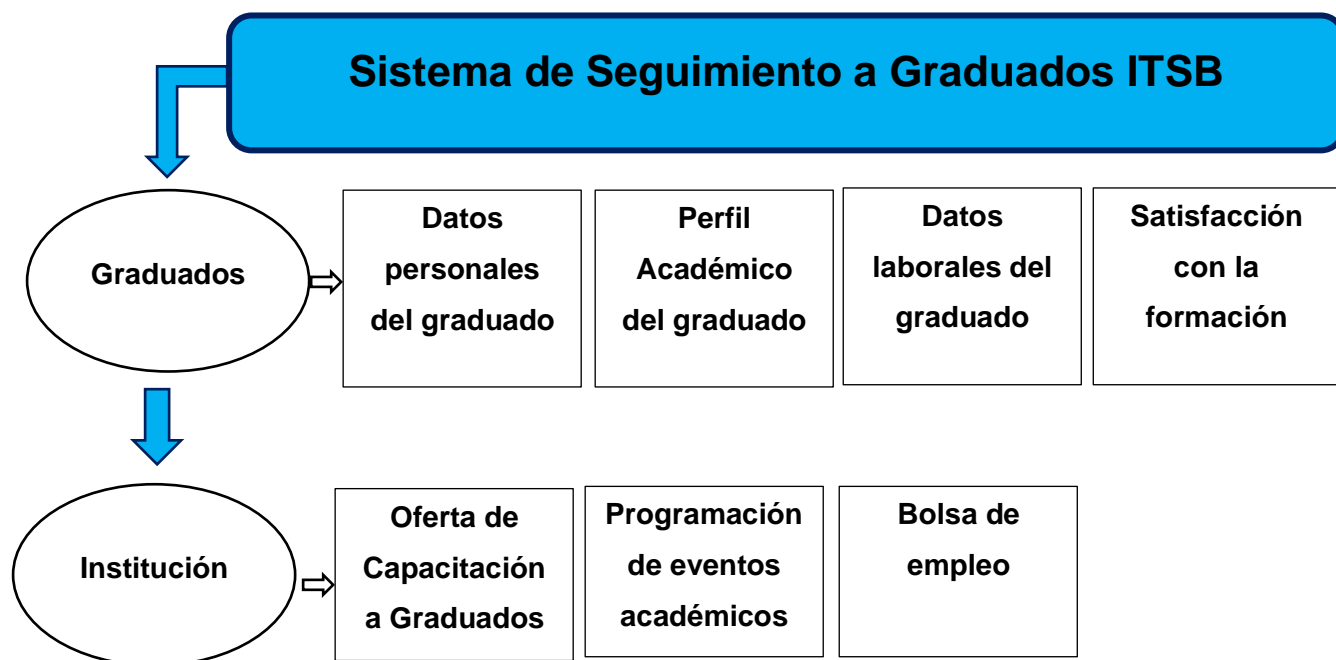 Sistema de Seguimiento a Graduados ITSB
Graduados
Datos
personales
del graduado
Perfil
Académico
del graduado
Datos
laborales del
graduado
Satisfacción
con la
formación
Institución
Oferta de
Capacitación
a Graduados
Programación
de eventos
académicos
Bolsa de
empleo